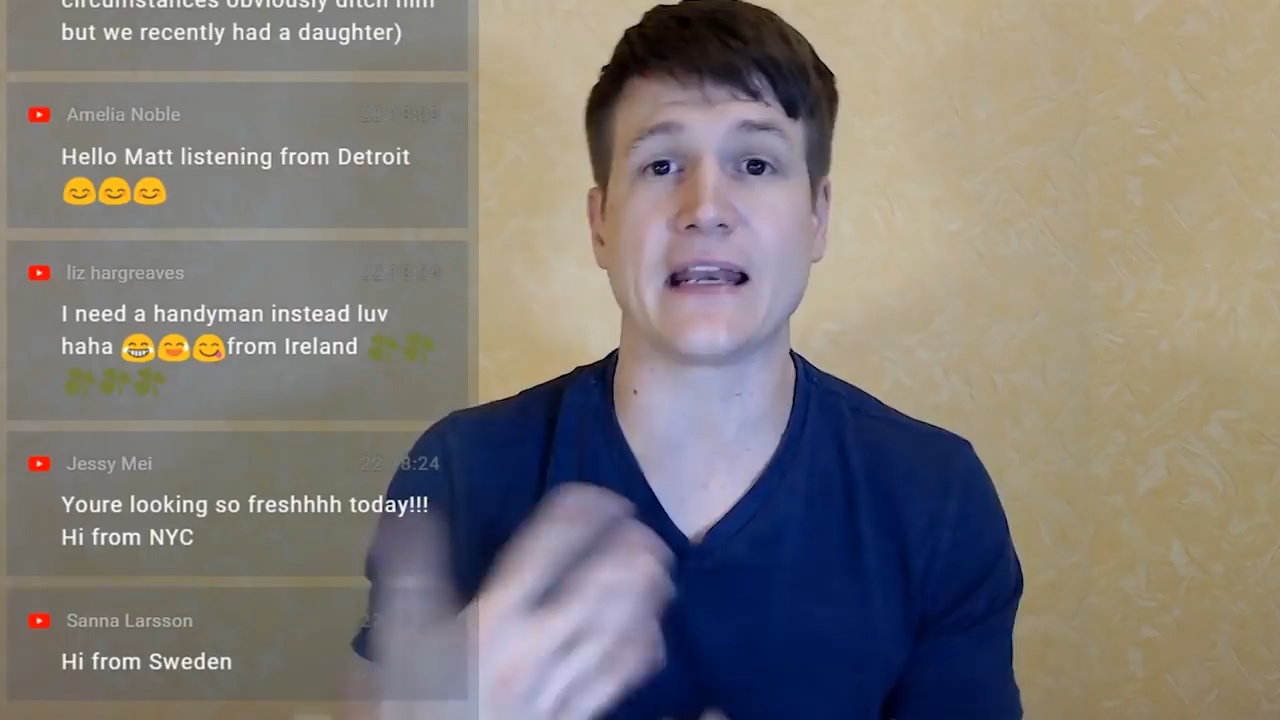 circumstances obviously ditch him
but we recently had a daughter)
Amelia Noble
Hello Matt listening from Detroit
😊😊😊
liz hargreaves
I need a handyman instead luv
haha 😂😅😋from Ireland ☘️☘️
☘️☘️☘️
Jessy Mei
Youre looking so freshhhh today!!!
Hi from NYC
Sanna Larsson
Hi from Sweden